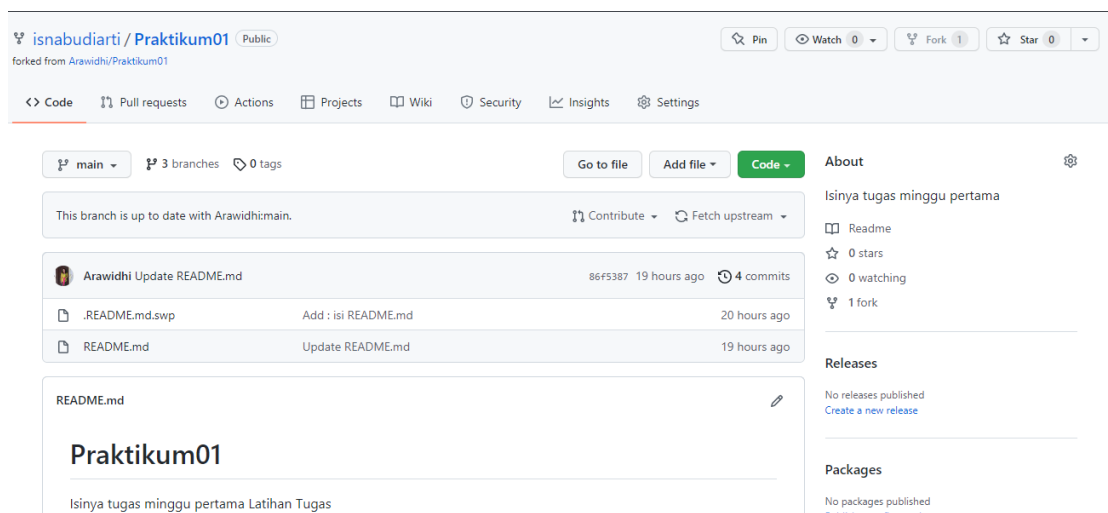 isnabudiarti / Praktikum01 Public
Pin Watch 0 Fork 1 Star 0
forked from Arawidhi/Praktikum01
<> Code Pull requests Actions Projects Wiki Security Insights Settings
main 3 branches 0 tags Go to file Add file Code
This branch is up to date with Arawidhi:main. Contribute Fetch upstream
Arawidhi Update README.md 86f5387 19 hours ago 4 commits
.README.md.swp Add : isi README.md 20 hours ago
README.md Update README.md 19 hours ago
README.md
Praktikum01
Isinya tugas minggu pertama Latihan Tugas
About
Isinya tugas minggu pertama
Readme
0 stars
0 watching
1 fork
Releases
No releases published
Create a new release
Packages
No packages published